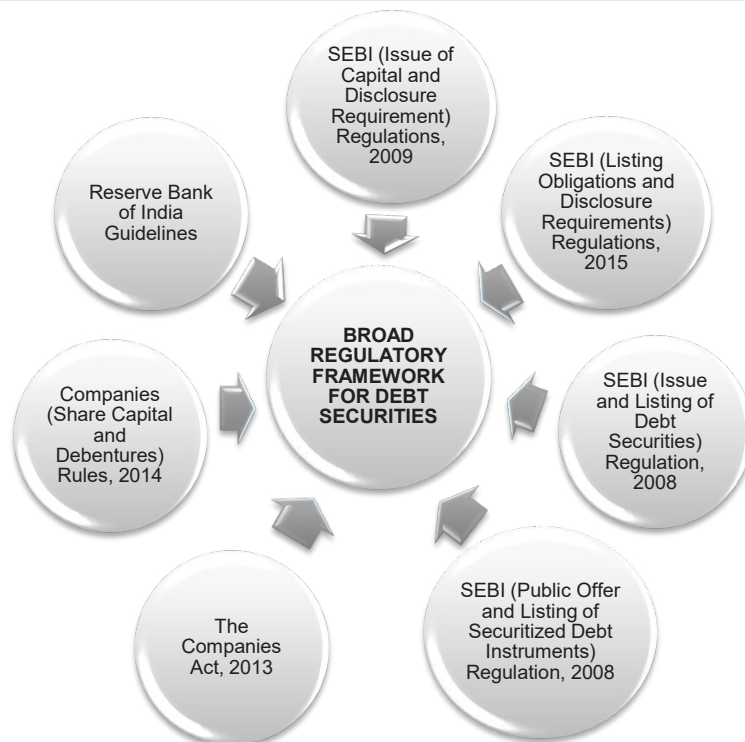 SEBI (Issue of
Capital and
Disclosure
Requirement)
Regulations,
2009
SEBI (Listing
Obligations and
Disclosure
Requirements)
Regulations,
2015
SEBI (Issue
and Listing of
Debt
Securities)
Regulation,
2008
SEBI (Public Offer
and Listing of
Securitized Debt
Instruments)
Regulation, 2008
The
Companies
Act, 2013
Companies
(Share Capital
and
Debentures)
Rules, 2014
Reserve Bank
of India
Guidelines
BROAD
REGULATORY
FRAMEWORK
FOR DEBT
SECURITIES